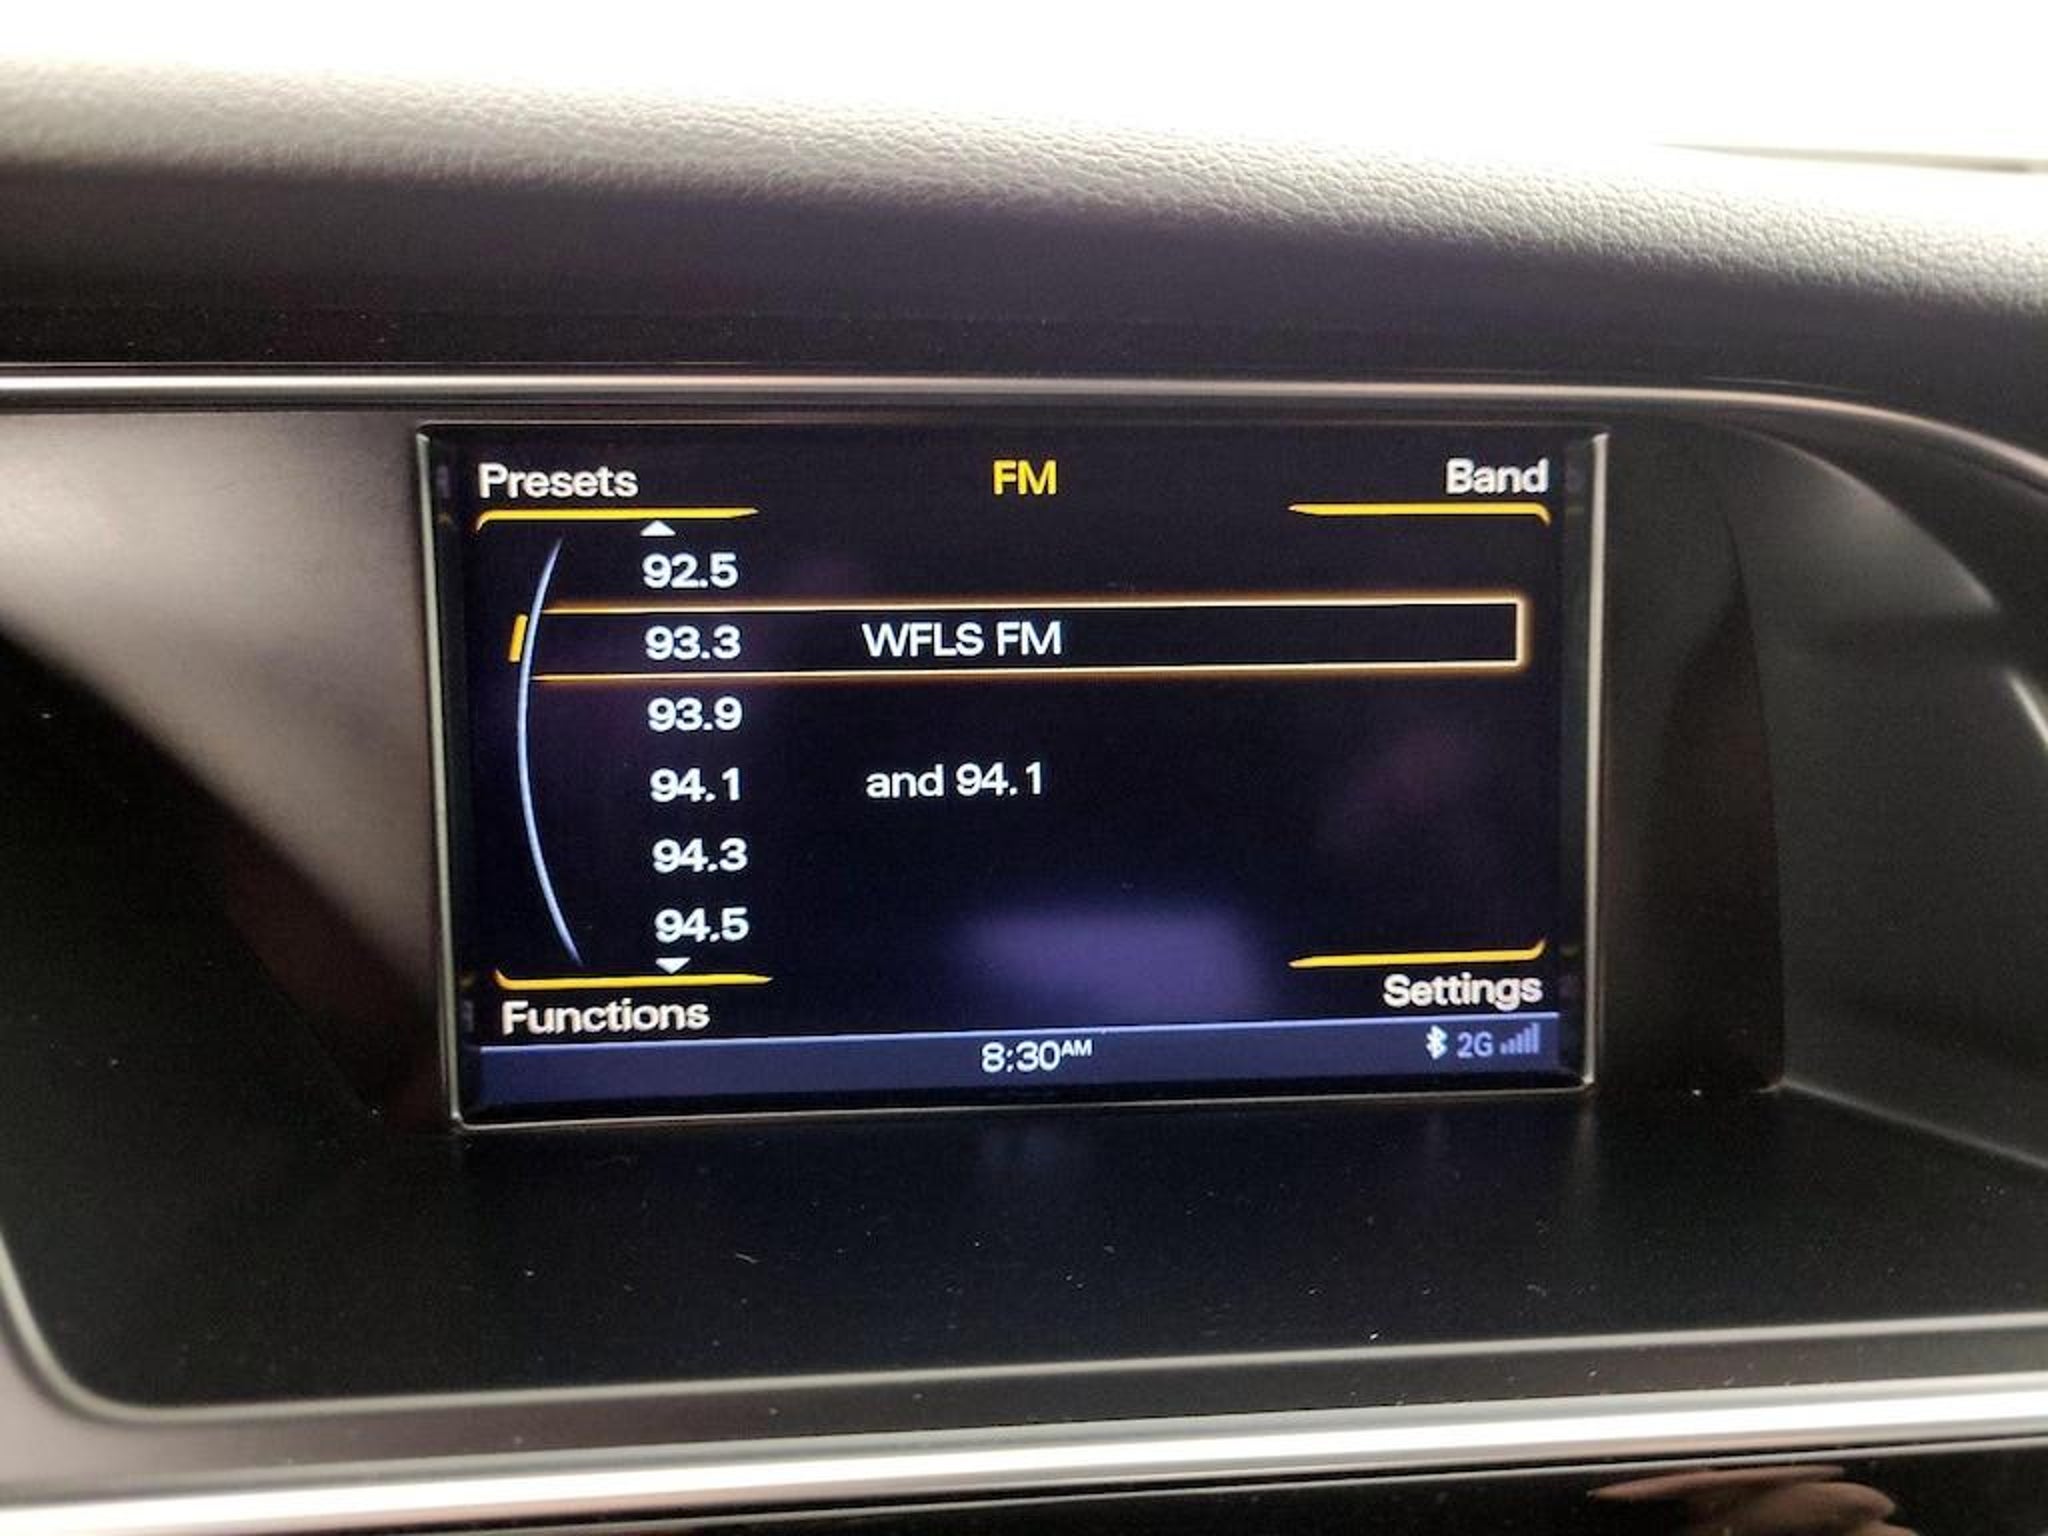 Presets FM Band
92.5
93.3 WFLS FM
93.9
94.1 and 94.1
94.3
94.5
Functions Settings
8:30AM 2G